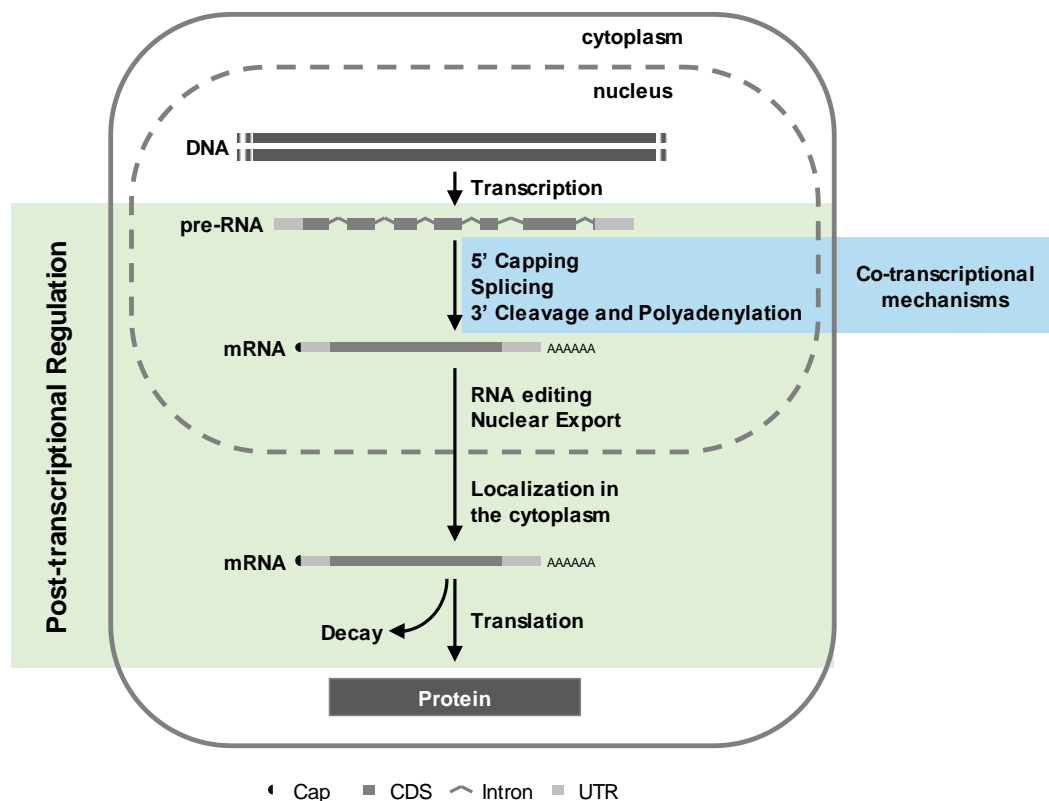 cytoplasm
nucleus
DNA
Transcription
pre-RNA
5’ Capping
Splicing
3’ Cleavage and Polyadenylation
Co-transcriptional
mechanisms
mRNA
AAAAAA
RNA editing
Nuclear Export
Post-transcriptional Regulation
Localization in
the cytoplasm
mRNA
AAAAAA
Decay
Translation
Protein
Cap CDS Intron UTR